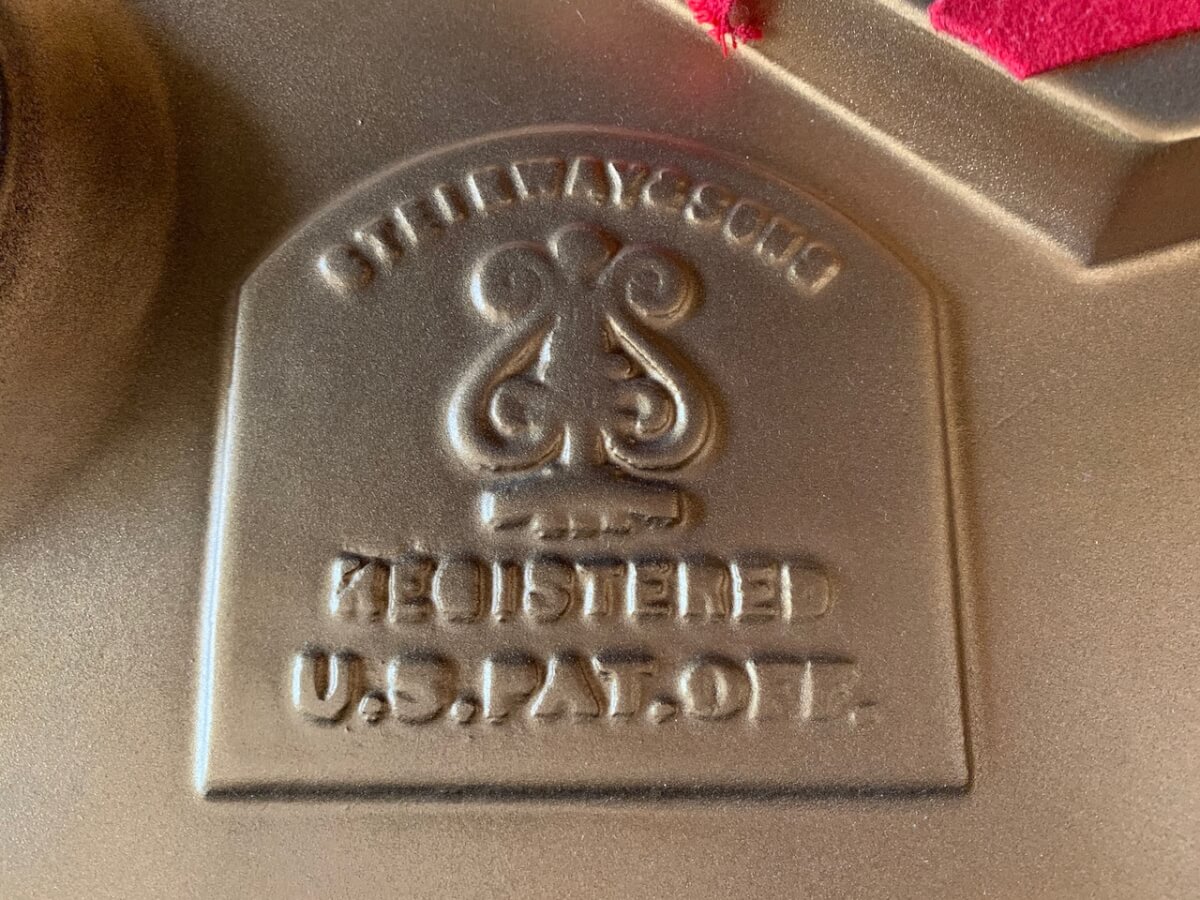 STEINWAY & SONS
REGISTERED
U.S. PAT. OFF.